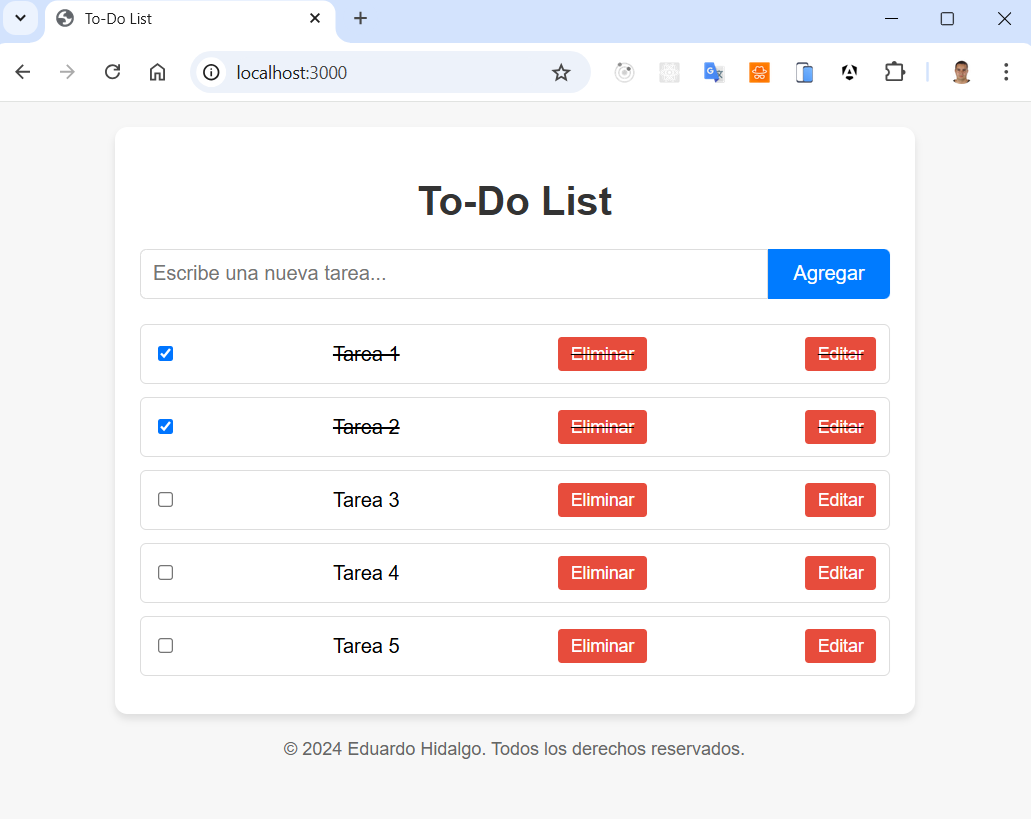 To-Do List
localhost:3000
To-Do List
Escribe una nueva tarea... Agregar
Tarea 1 Eliminar Editar
Tarea 2 Eliminar Editar
Tarea 3 Eliminar Editar
Tarea 4 Eliminar Editar
Tarea 5 Eliminar Editar
© 2024 Eduardo Hidalgo. Todos los derechos reservados.